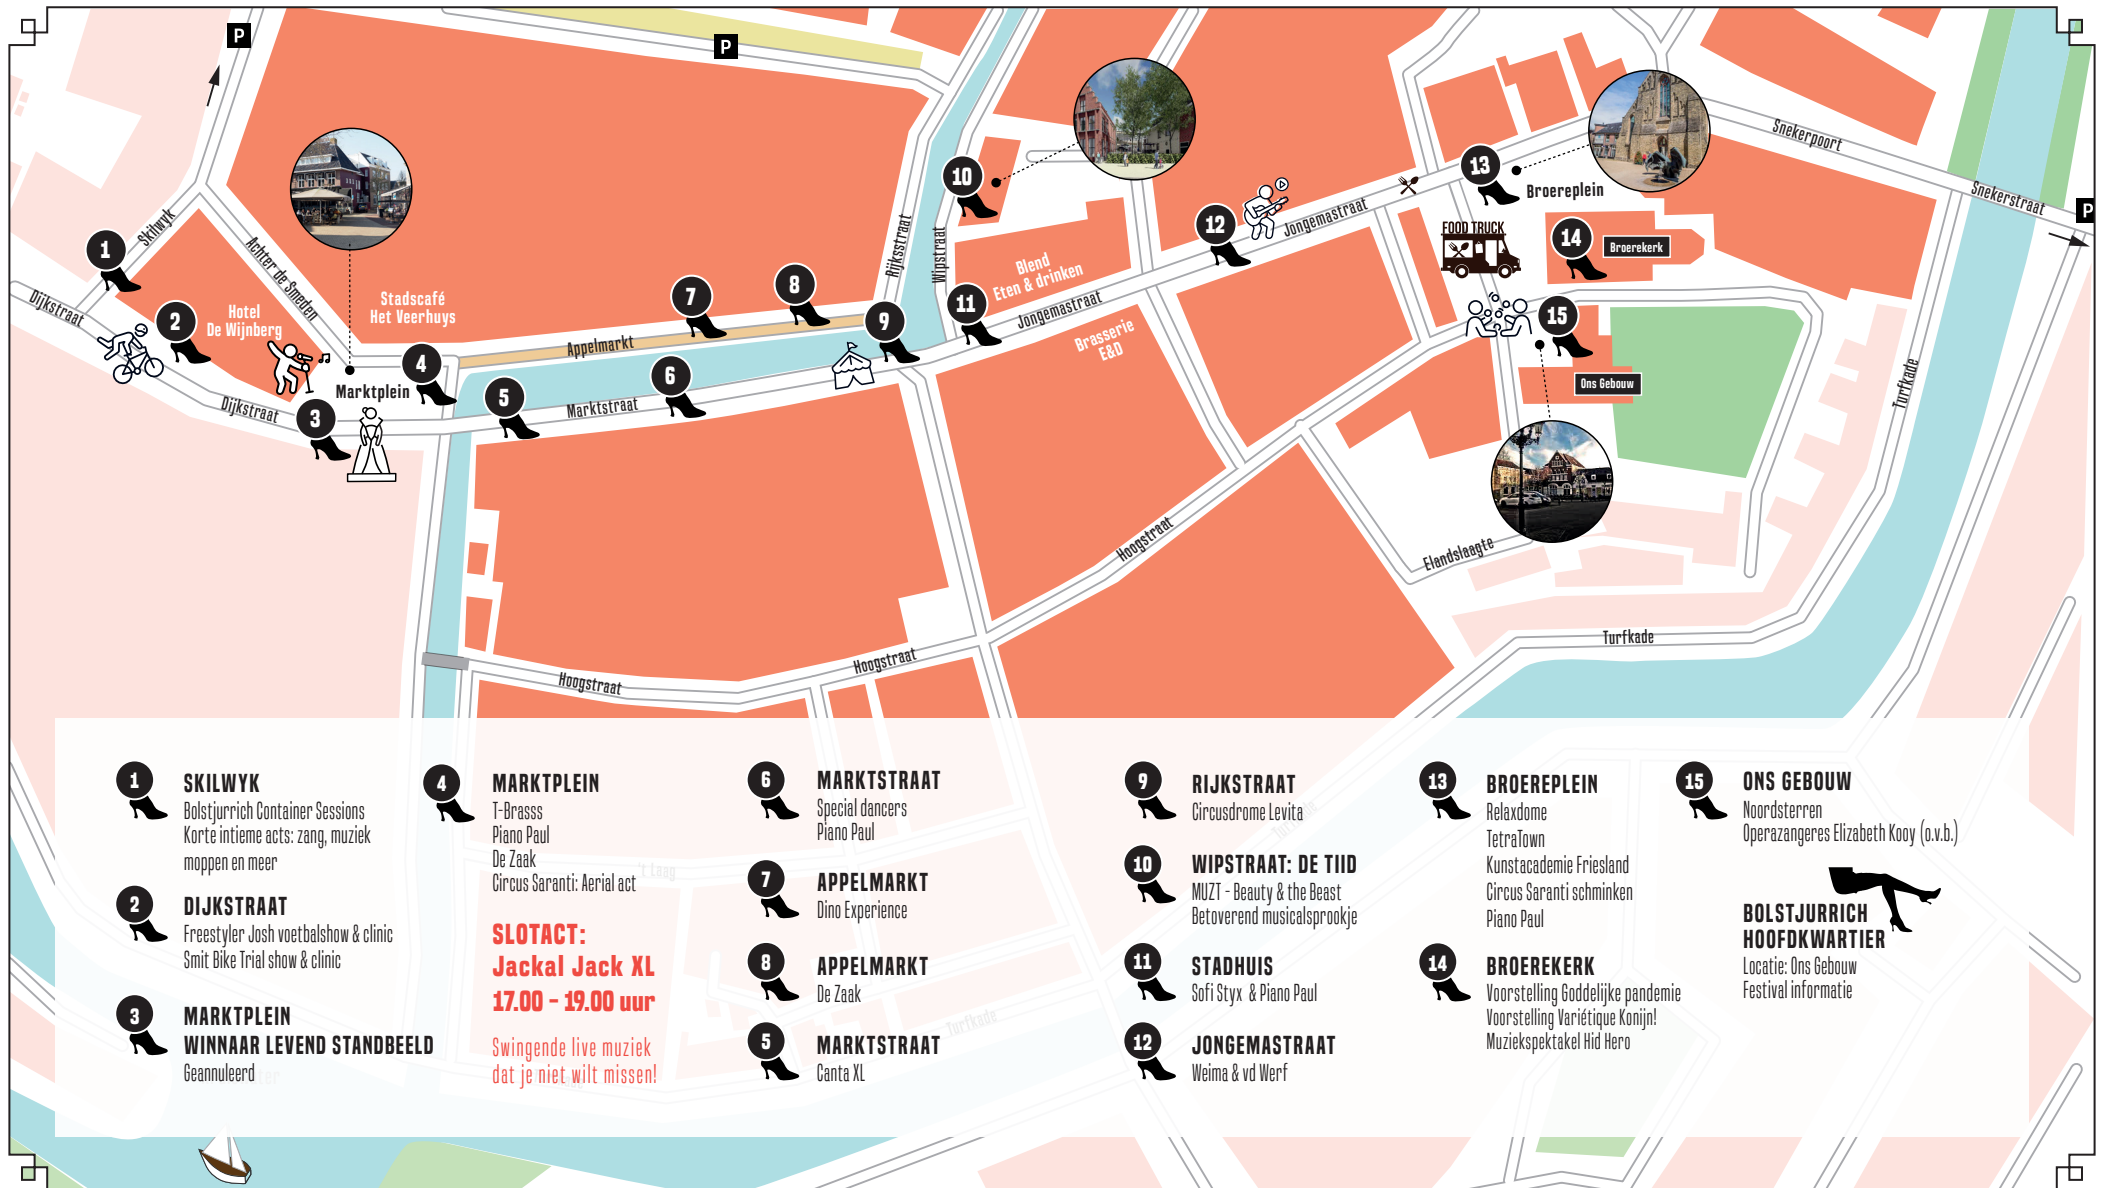 P
P
Snekerpoort
Snekerstraat
P
10
13
Broereplein
Skilwyk
1
Achter de Smeden
Rijksstraat
Wipstraat
12
Jongemastraat
FOOD TRUCK
14
Broerekerk
Dijkstraat
2
Hotel
De Wijnberg
Stadscafé
Het Veerhuys
7
8
9
11
Blend
Eten & drinken
Jongemastraat
Brasserie
E&D
15
Ons Gebouw
Turfkade
Appelmarkt
4
Marktplein
6
5
Marktstraat
Dijkstraat
3
Hoogstraat
Elandslaagte
Turfkade
Hoogstraat
Hoogstraat
1
SKILWYK
Bolstjurrich Container Sessions
Korte intieme acts: zang, muziek
moppen en meer
2
DIJKSTRAAT
Freestyler Josh voetbalshow & clinic
Smit Bike Trial show & clinic
3
MARKTPLEIN
WINNAAR LEVEND STANDBEELD
Geannuleerd
4
MARKTPLEIN
T-Brasss
Piano Paul
De Zaak
Circus Saranti: Aerial act
SLOTACT:
Jackal Jack XL
17.00 - 19.00 uur
Swingende live muziek
dat je niet wilt missen!
6
MARKTSTRAAT
Special dancers
Piano Paul
7
APPELMARKT
Dino Experience
8
APPELMARKT
De Zaak
5
MARKTSTRAAT
Canta XL
9
RIJKSTRAAT
Circusdrome Levita
10
WIPSTRAAT: DE TIID
MUZT - Beauty & the Beast
Betoverend musicalsprookje
11
STADHUIS
Sofi Styx & Piano Paul
12
JONGEMASTRAAT
Weima & vd Werf
13
BROEREPLEIN
Relaxdome
TetraTown
Kunstacademie Friesland
Circus Saranti schminken
Piano Paul
14
BROEREKERK
Voorstelling Goddelijke pandemie
Voorstelling Variétique Konijn!
Muziekspektakel Hid Hero
15
ONS GEBOUW
Noordsterren
Operazangeres Elizabeth Kooy (o.v.b.)
BOLSTJURRICH
HOOFDKWARTIER
Locatie: Ons Gebouw
Festival informatie
't Laag
Turfkade
Turfkade